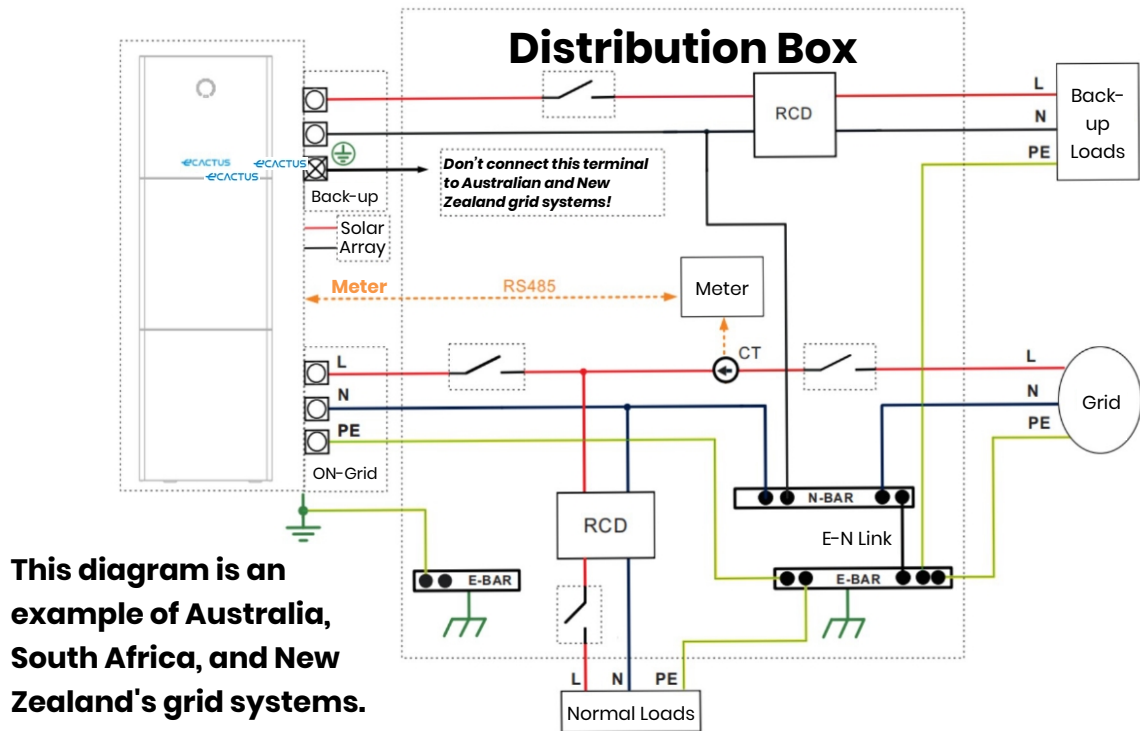 Distribution Box
L
Back-
up
Loads
RCD
N
PE
eCACTUS
eCACTUS
eCACTUS
Don't connect this terminal
to Australian and New
Zealand grid systems!
Back-up
Solar
Array
Meter
RS485
Meter
CT
L
L
N
N
Grid
PE
PE
ON-Grid
N-BAR
RCD
E-N Link
E-BAR
E-BAR
This diagram is an
example of Australia,
South Africa, and New
Zealand's grid systems.
L N PE
Normal Loads